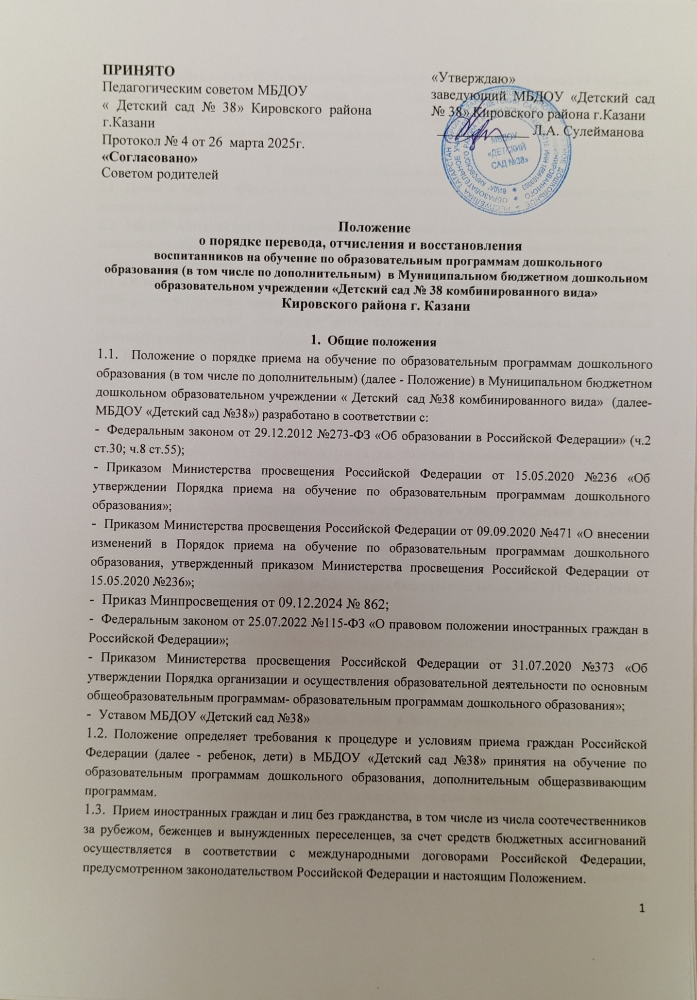 ПРИНЯТО
Педагогическим советом МБДОУ
« Детский сад № 38» Кировского района
г.Казани
Протокол № 4 от 26 марта 2025г.
«Согласовано»
Советом родителей
«Утверждаю»
заведующий МБДОУ «Детский сад
№ 38» Кировского района г.Казани
Л.А. Сулейманова
МБДОУ
«ДЕТСКИЙ
САД №38»
Положение
о порядке перевода, отчисления и восстановления
воспитанников на обучение по образовательным программам дошкольного
образования (в том числе по дополнительным) в Муниципальном бюджетном дошкольном
образовательном учреждении «Детский сад № 38 комбинированного вида»
Кировского района г. Казани
1. Общие положения
1.1. Положение о порядке приема на обучение по образовательным программам дошкольного
образования (в том числе по дополнительным) (далее - Положение) в Муниципальном бюджетном
дошкольном образовательном учреждении « Детский сад №38 комбинированного вида» (далее-
МБДОУ «Детский сад №38») разработано в соответствии с:
- Федеральным законом от 29.12.2012 №273-ФЗ «Об образовании в Российской Федерации» (ч.2
ст.30; ч.8 ст.55);
- Приказом Министерства просвещения Российской Федерации от 15.05.2020 №236 «Об
утверждении Порядка приема на обучение по образовательным программам дошкольного
образования»;
- Приказом Министерства просвещения Российской Федерации от 09.09.2020 №471 «О внесении
изменений в Порядок приема на обучение по образовательным программам дошкольного
образования, утвержденный приказом Министерства просвещения Российской Федерации от
15.05.2020 №236»;
- Приказ Минпросвещения от 09.12.2024 № 862;
- Федеральным законом от 25.07.2022 №115-ФЗ «О правовом положении иностранных граждан в
Российской Федерации»;
- Приказом Министерства просвещения Российской Федерации от 31.07.2020 №373 «Об
утверждении Порядка организации и осуществления образовательной деятельности по основным
общеобразовательным программам- образовательным программам дошкольного образования»;
- Уставом МБДОУ «Детский сад №38»
1.2. Положение определяет требования к процедуре и условиям приема граждан Российской
Федерации (далее - ребенок, дети) в МБДОУ «Детский сад №38» принятия на обучение по
образовательным программам дошкольного образования, дополнительным общеразвивающим
программам.
1.3. Прием иностранных граждан и лиц без гражданства, в том числе из числа соотечественников
за рубежом, беженцев и вынужденных переселенцев, за счет средств бюджетных ассигнований
осуществляется в соответствии с международными договорами Российской Федерации,
предусмотренном законодательством Российской Федерации и настоящим Положением.
1